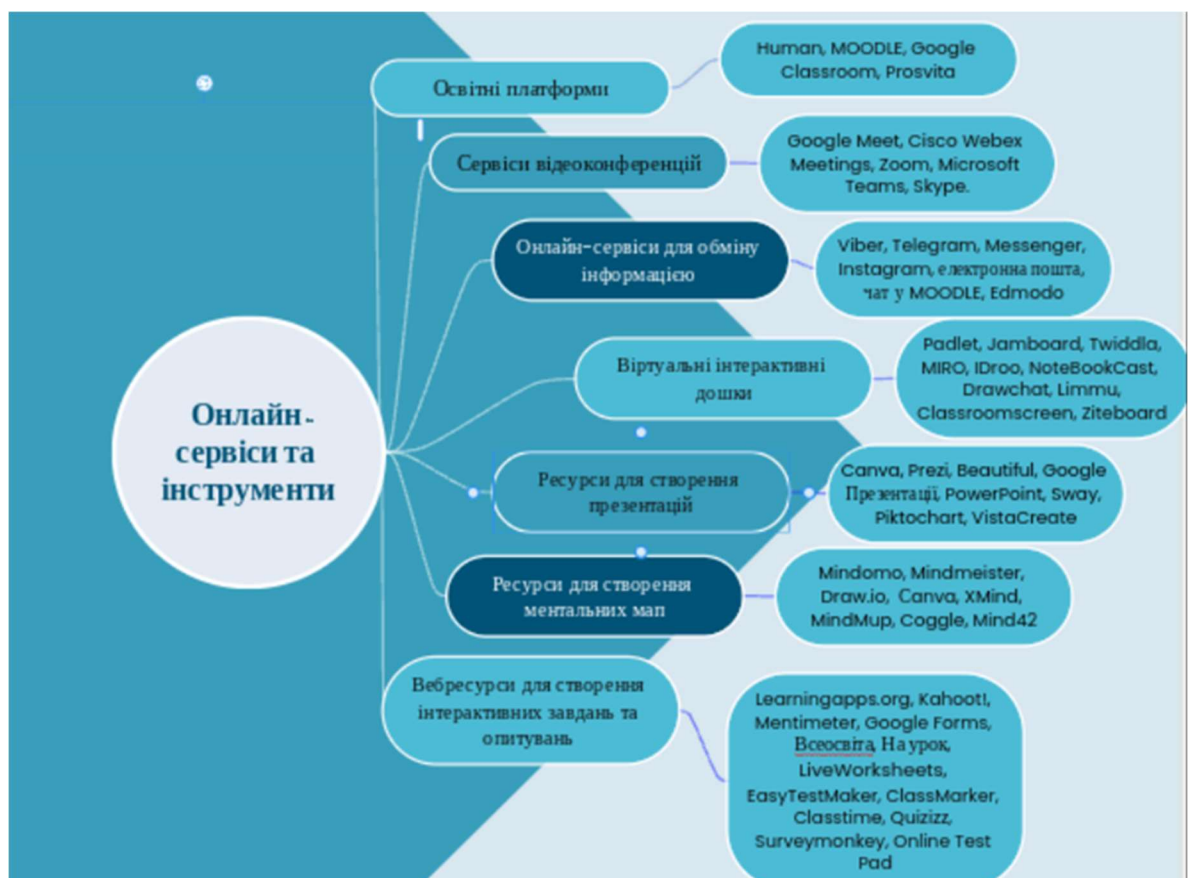 Освітні платформи
Human, MOODLE, Google
Classroom, Prosvita
Сервіси відеоконференцій
Google Meet, Cisco Webex
Meetings, Zoom, Microsoft
Teams, Skype.
Онлайн-сервіси для обміну
інформацією
Viber, Telegram, Messenger,
Instagram, електронна пошта,
чат у MOODLE, Edmodo
Віртуальні інтерактивні
дошки
Padlet, Jamboard, Twiddla,
MIRO, IDroo, NoteBookCast,
Drawchat, Limmu,
Classroomscreen, Ziteboard
Онлайн-
сервіси та
інструменти
Ресурси для створення
презентацій
Canva, Prezi, Beautiful, Google
Презентації, PowerPoint, Sway,
Piktochart, VistaCreate
Ресурси для створення
ментальних мап
Mindomo, Mindmeister,
Draw.io, Canva, XMind,
MindMup, Coggle, Mind42
Вебресурси для створення
інтерактивних завдань та
опитувань
Learningapps.org, Kahoot!,
Mentimeter, Google Forms,
Всеосвіта, На урок,
LiveWorksheets,
EasyTestMaker, ClassMarker,
Classtime, Quizizz,
Surveymonkey, Online Test
Pad